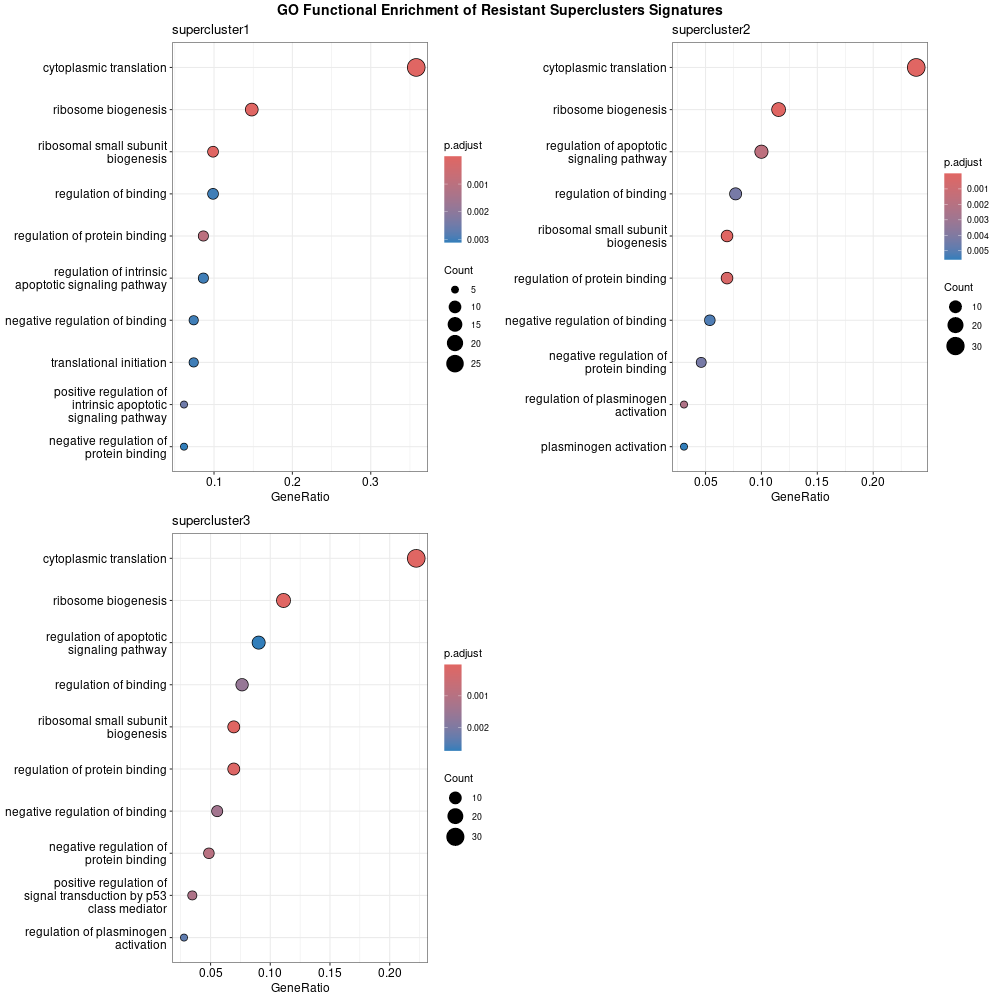 GO Functional Enrichment of Resistant Superclusters Signatures
supercluster1
cytoplasmic translation
ribosome biogenesis
ribosomal small subunit
biogenesis
regulation of binding
regulation of protein binding
regulation of intrinsic
apoptotic signaling pathway
negative regulation of binding
translational initiation
positive regulation of
intrinsic apoptotic
signaling pathway
negative regulation of
protein binding
0.1
0.2
0.3
GeneRatio
p.adjust
0.001
0.002
0.003
Count
5
10
15
20
25
supercluster2
cytoplasmic translation
ribosome biogenesis
regulation of apoptotic
signaling pathway
regulation of binding
ribosomal small subunit
biogenesis
regulation of protein binding
negative regulation of binding
negative regulation of
protein binding
regulation of plasminogen
activation
plasminogen activation
0.05
0.10
0.15
0.20
GeneRatio
p.adjust
0.001
0.002
0.003
0.004
0.005
Count
10
20
30
supercluster3
cytoplasmic translation
ribosome biogenesis
regulation of apoptotic
signaling pathway
regulation of binding
ribosomal small subunit
biogenesis
regulation of protein binding
negative regulation of binding
negative regulation of
protein binding
positive regulation of
signal transduction by p53
class mediator
regulation of plasminogen
activation
0.05
0.10
0.15
0.20
GeneRatio
p.adjust
0.001
0.002
Count
10
20
30